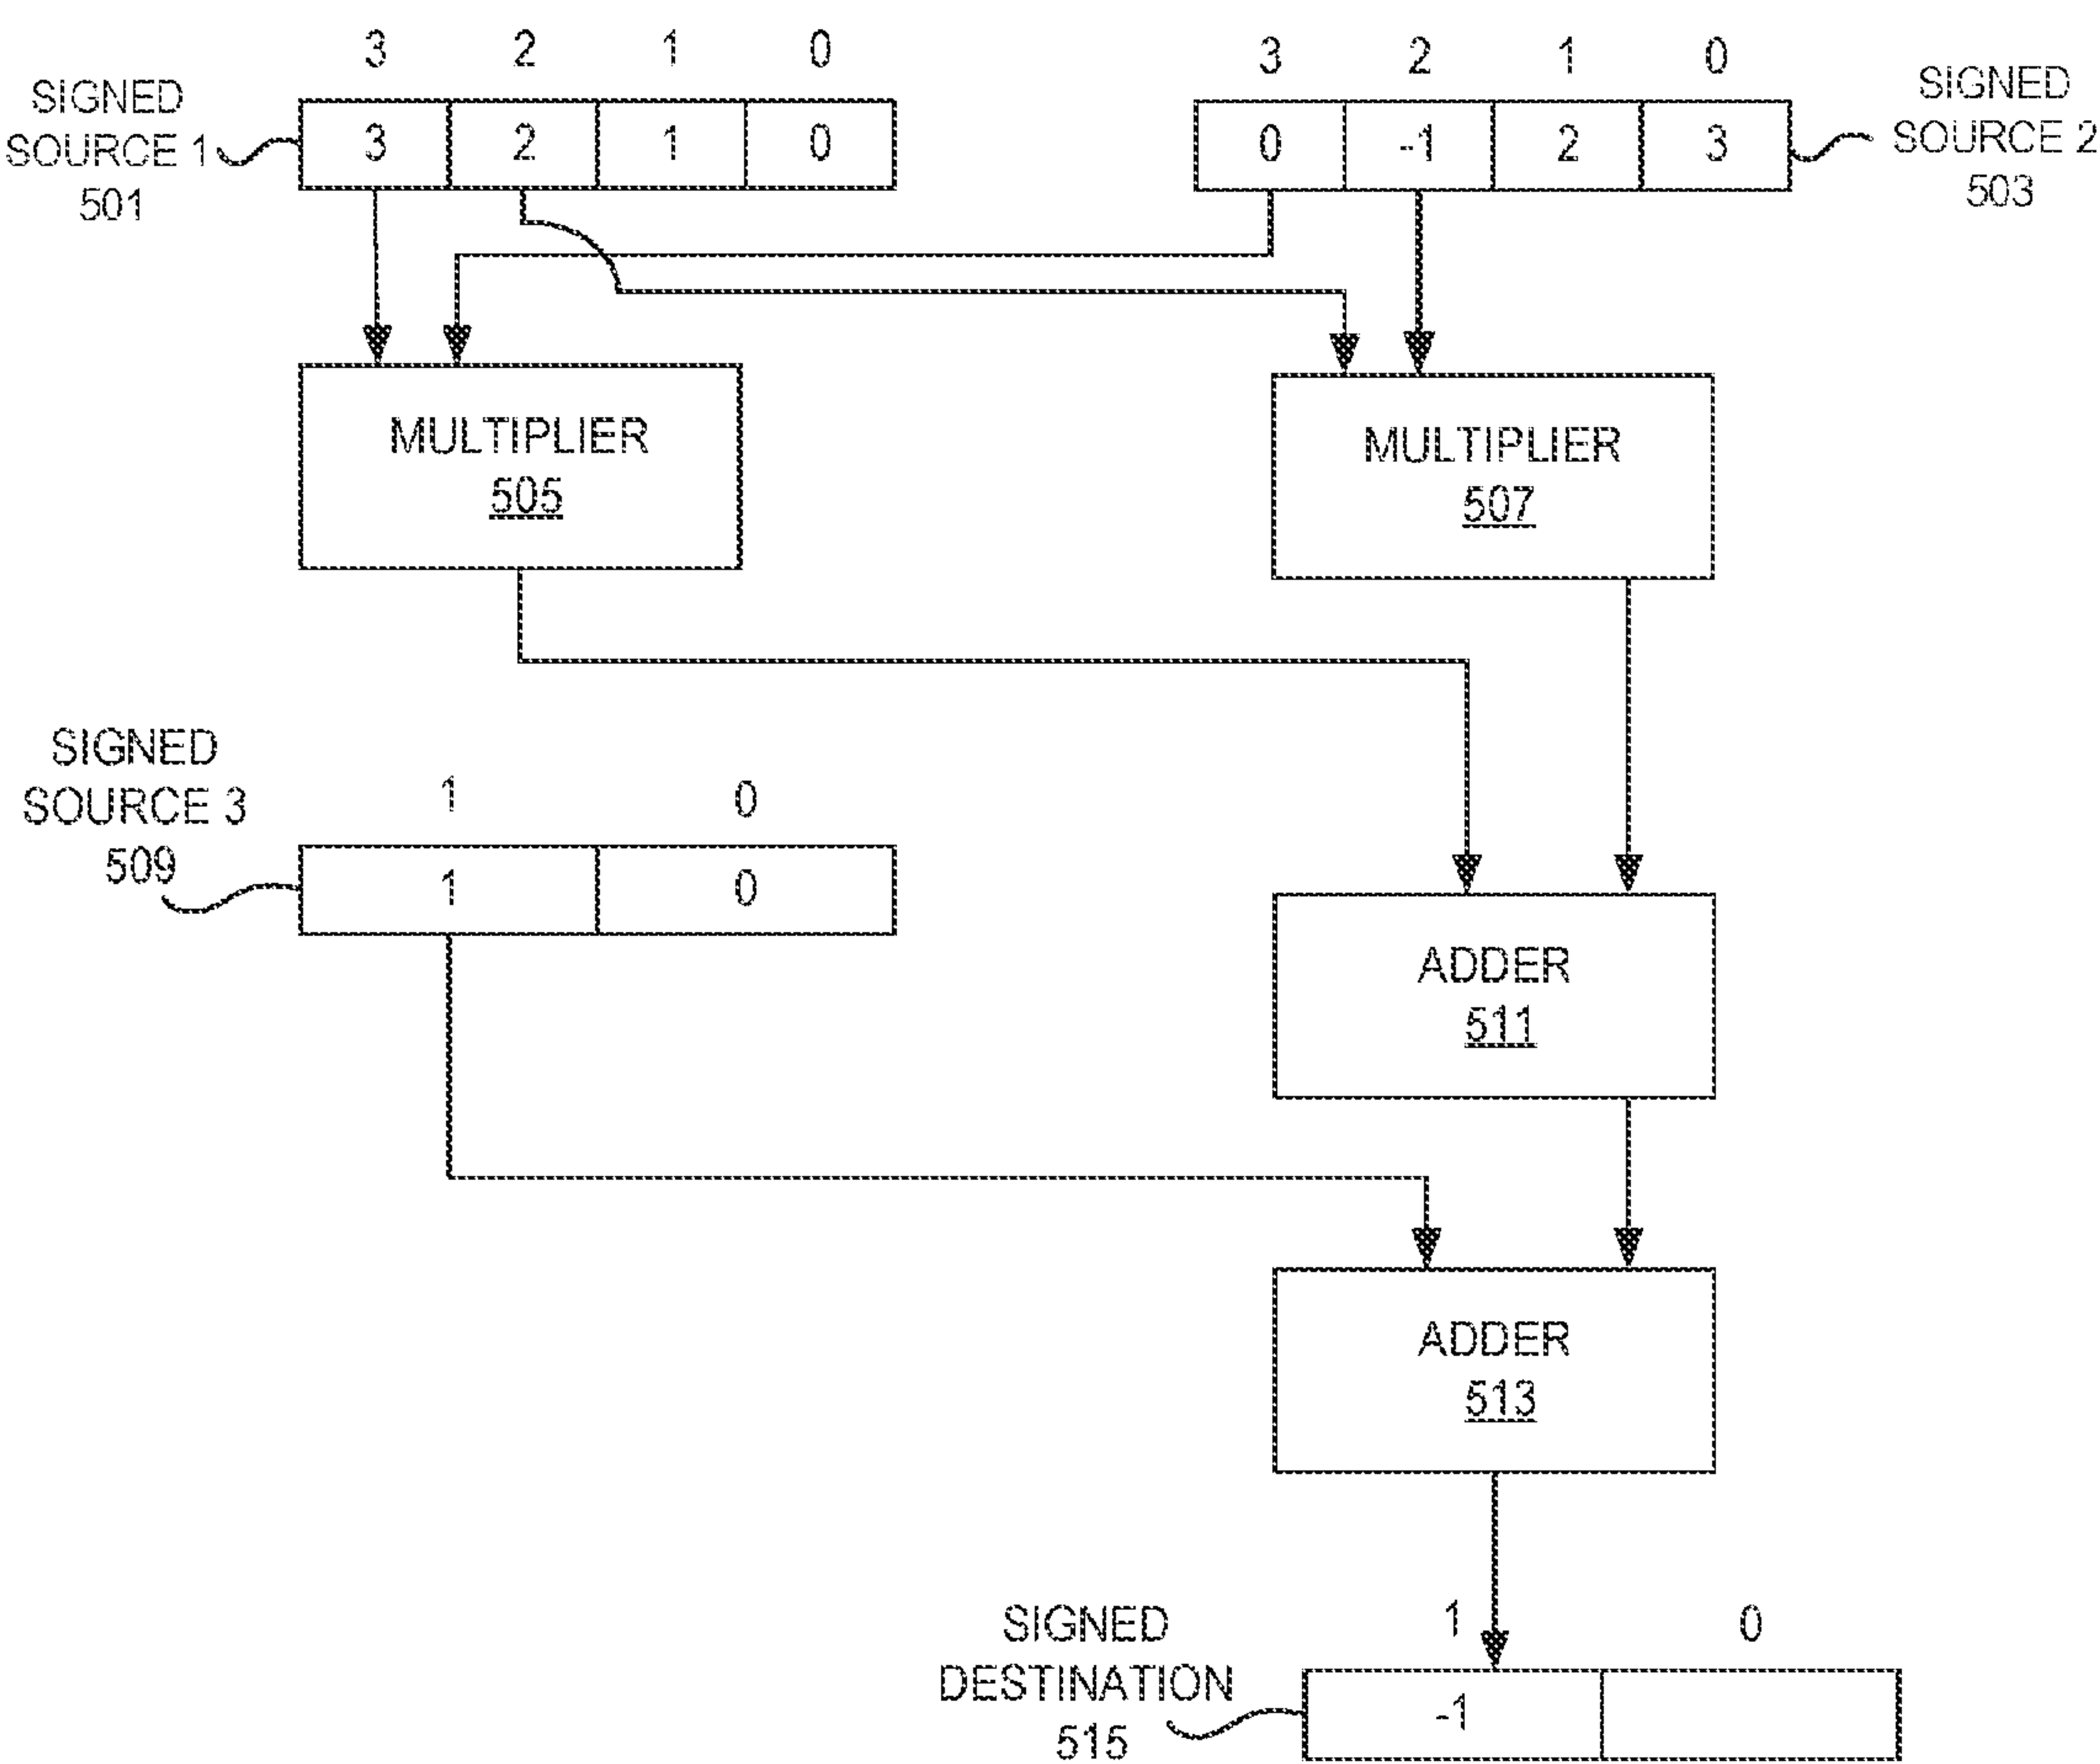 3 2 1 0
SIGNED
SOURCE 1
501
3 2 1 0
3 2 1 0
0 -1 2 3
SIGNED
SOURCE 2
503
MULTIPLIER
505
MULTIPLIER
507
SIGNED
SOURCE 3
509
1 0
1 0
ADDER
511
ADDER
513
SIGNED
DESTINATION
515
1 0
-1